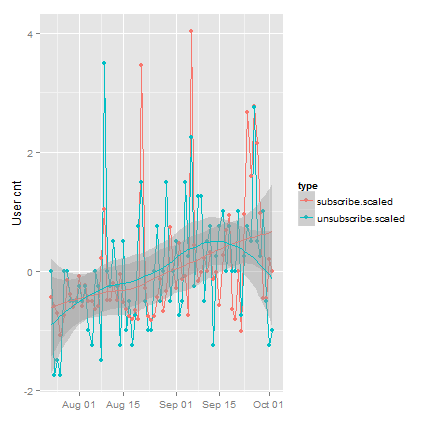 4
2
0
-2
User cnt
Aug 01 Aug 15 Sep 01 Sep 15 Oct 01
type
subscribe.scaled
unsubscribe.scaled